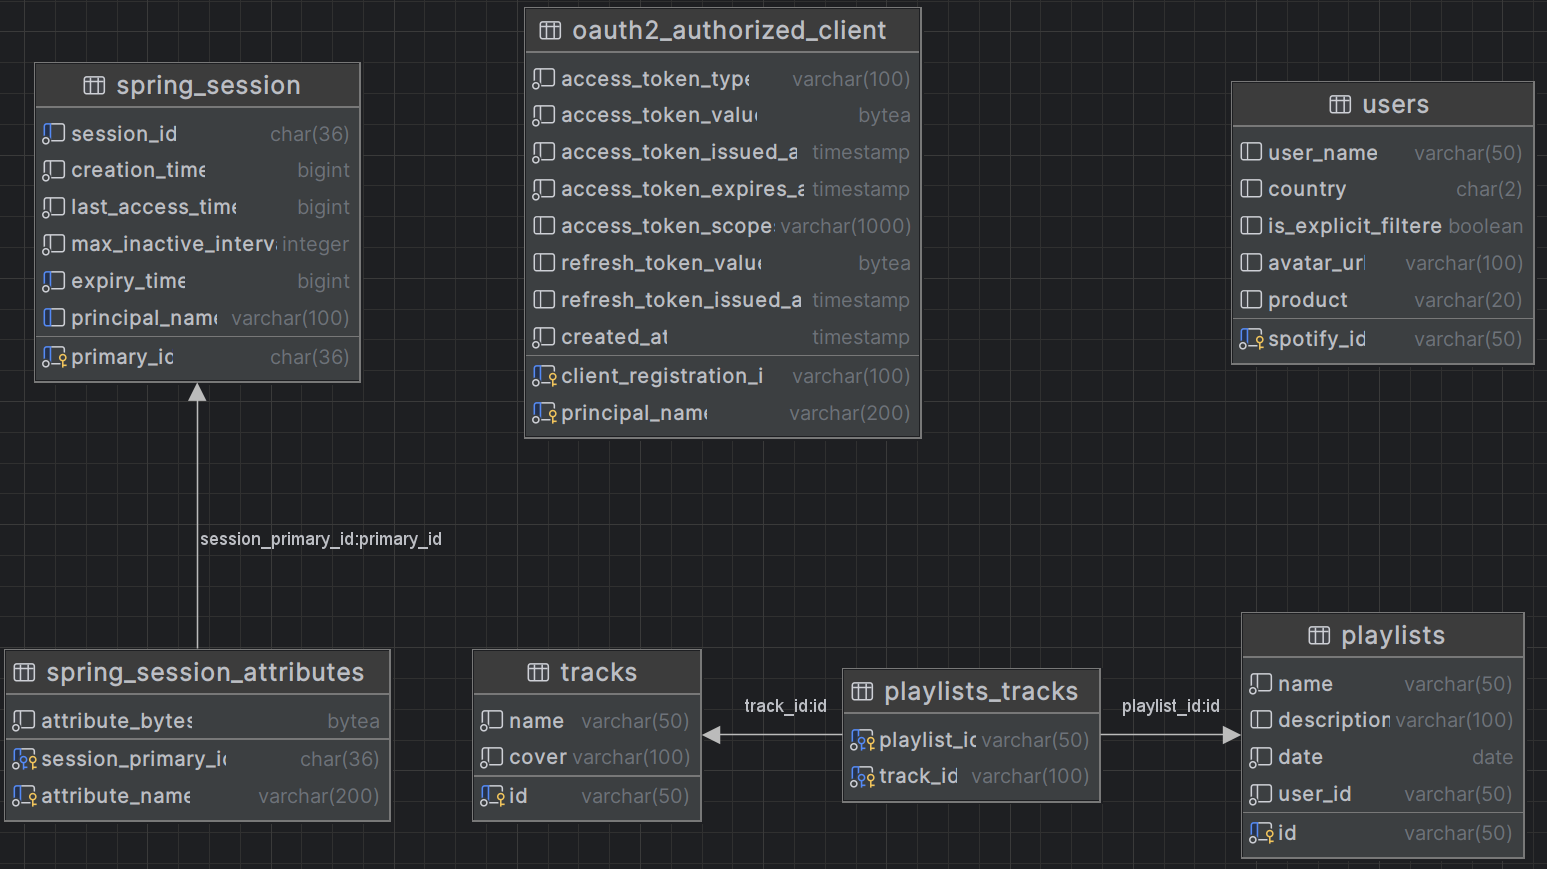 spring_session
session_id char(36)
creation_time bigint
last_access_time bigint
max_inactive_interv integer
expiry_time bigint
principal_name varchar(100)
primary_id char(36)
oauth2_authorized_client
access_token_type varchar(100)
access_token_valu bytea
access_token_issued_a timestamp
access_token_expires_a timestamp
access_token_scope varchar(1000)
refresh_token_value bytea
refresh_token_issued_a timestamp
created_at timestamp
client_registration_i varchar(100)
principal_name varchar(200)
users
user_name varchar(50)
country char(2)
is_explicit_filtere boolean
avatar_url varchar(100)
product varchar(20)
spotify_id varchar(50)
session_primary_id:primary_id
spring_session_attributes
attribute_bytes bytea
session_primary_id char(36)
attribute_name varchar(200)
tracks
name varchar(50)
cover varchar(100)
id varchar(50)
track_id:id
playlists_tracks
playlist_id varchar(50)
track_id varchar(100)
playlist_id:id
playlists
name varchar(50)
description varchar(100)
date date
user_id varchar(50)
id varchar(50)